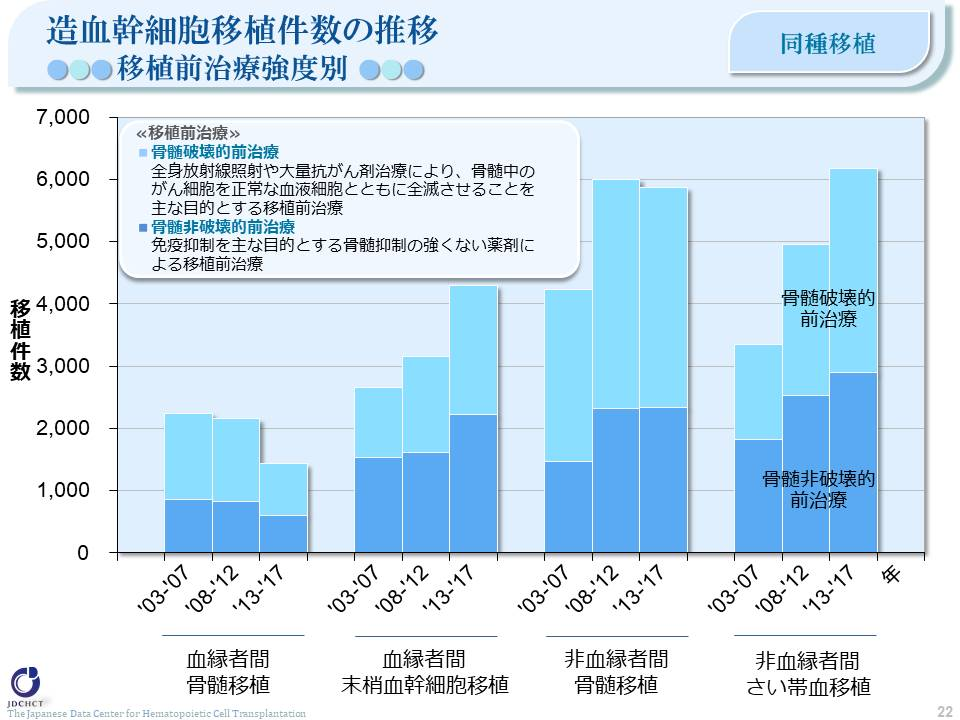 造血幹細胞移植件数の推移
移植前治療強度別
同種移植
移植件数
7,000
6,000
5,000
4,000
3,000
2,000
1,000
0
≪移植前治療≫
骨髄破壊的前治療
全身放射線照射や大量抗がん剤治療により、骨髄中の
がん細胞を正常な血液細胞とともに全滅させることを
主な目的とする移植前治療
骨髄非破壊的前治療
免疫抑制を主な目的とする骨髄抑制の強くない薬剤に
よる移植前治療
骨髄破壊的
前治療
骨髄非破壊的
前治療
'03-'07
'08-'12
'13-'17
'03-'07
'08-'12
'13-'17
'03-'07
'08-'12
'13-'17
'03-'07
'08-'12
'13-'17
年
血縁者間
骨髄移植
血縁者間
末梢血幹細胞移植
非血縁者間
骨髄移植
非血縁者間
さい帯血移植
JDCHCT
The Japanese Data Center for Hematopoietic Cell Transplantation
22